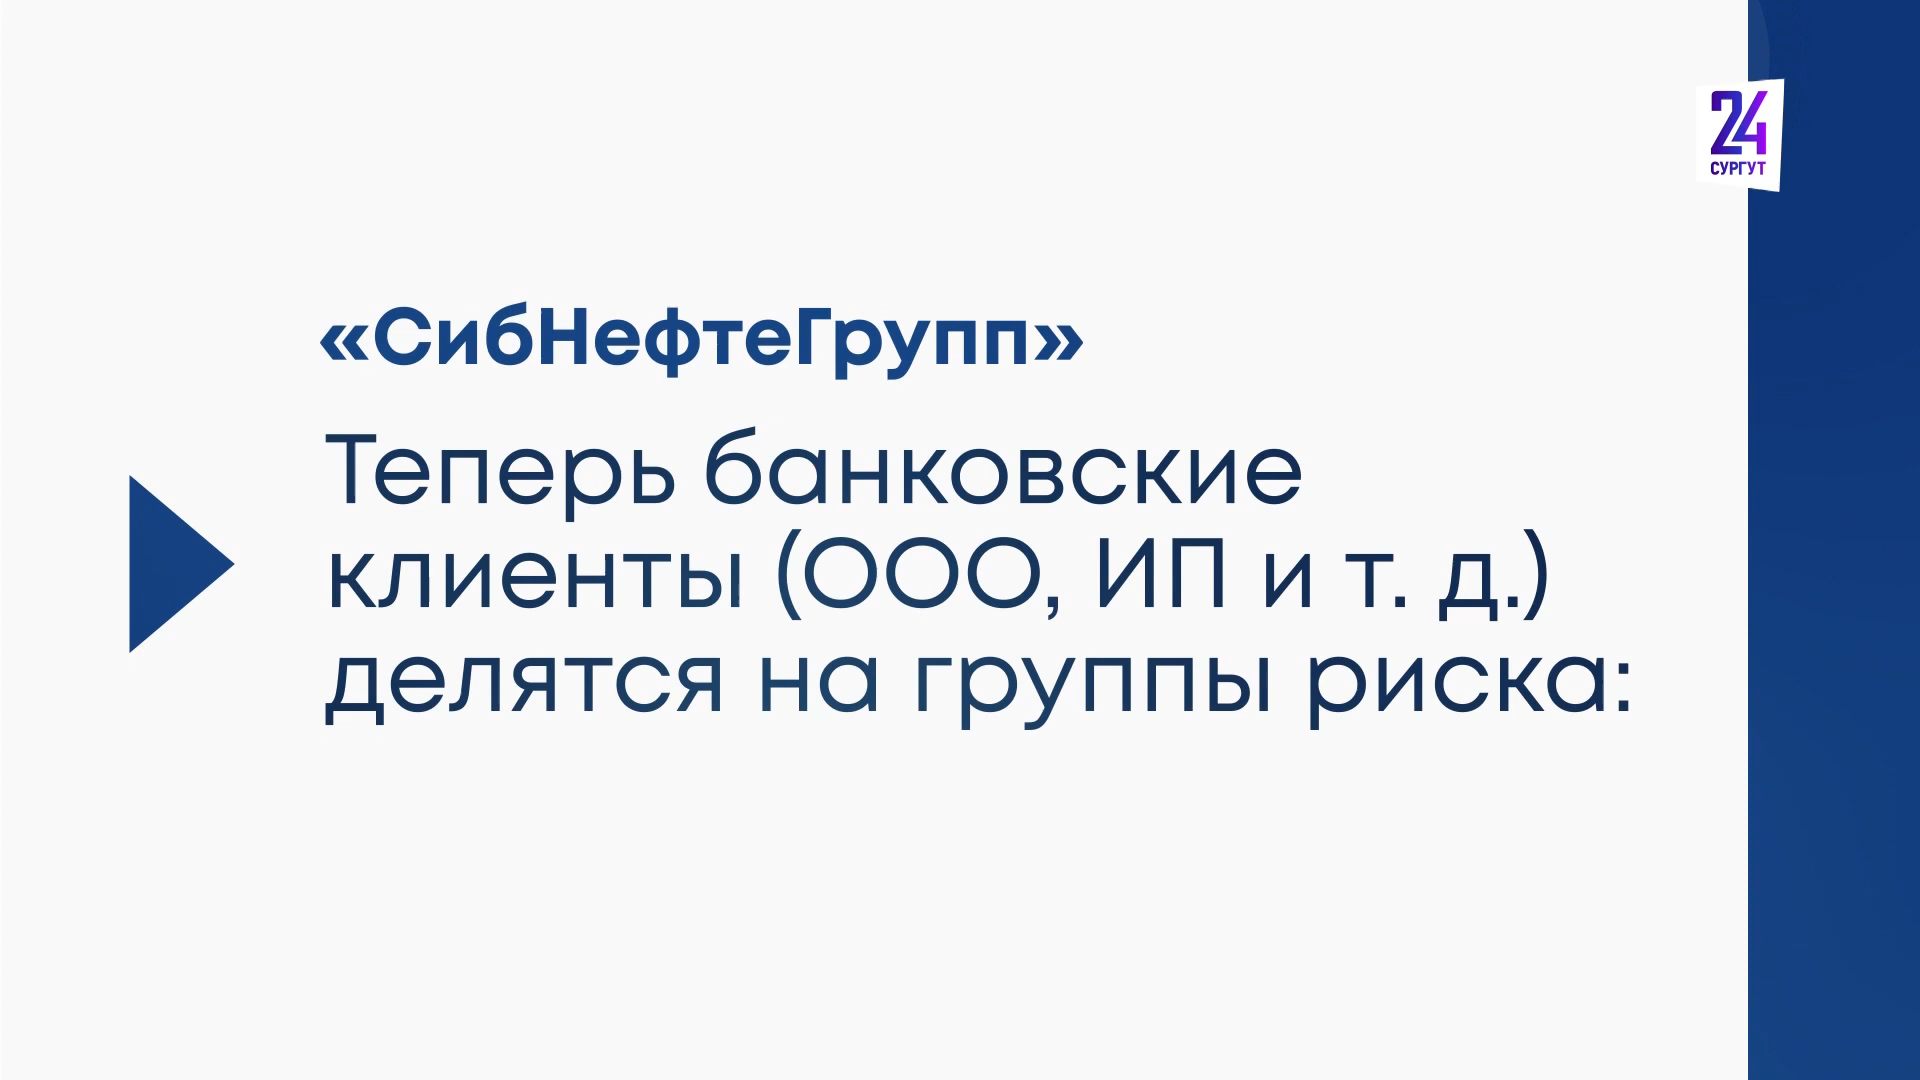 24
СУРГУТ
«СибНефтеГрупп»
Теперь банковские
клиенты (ООО, ИП и т. д.)
делятся на группы риска: